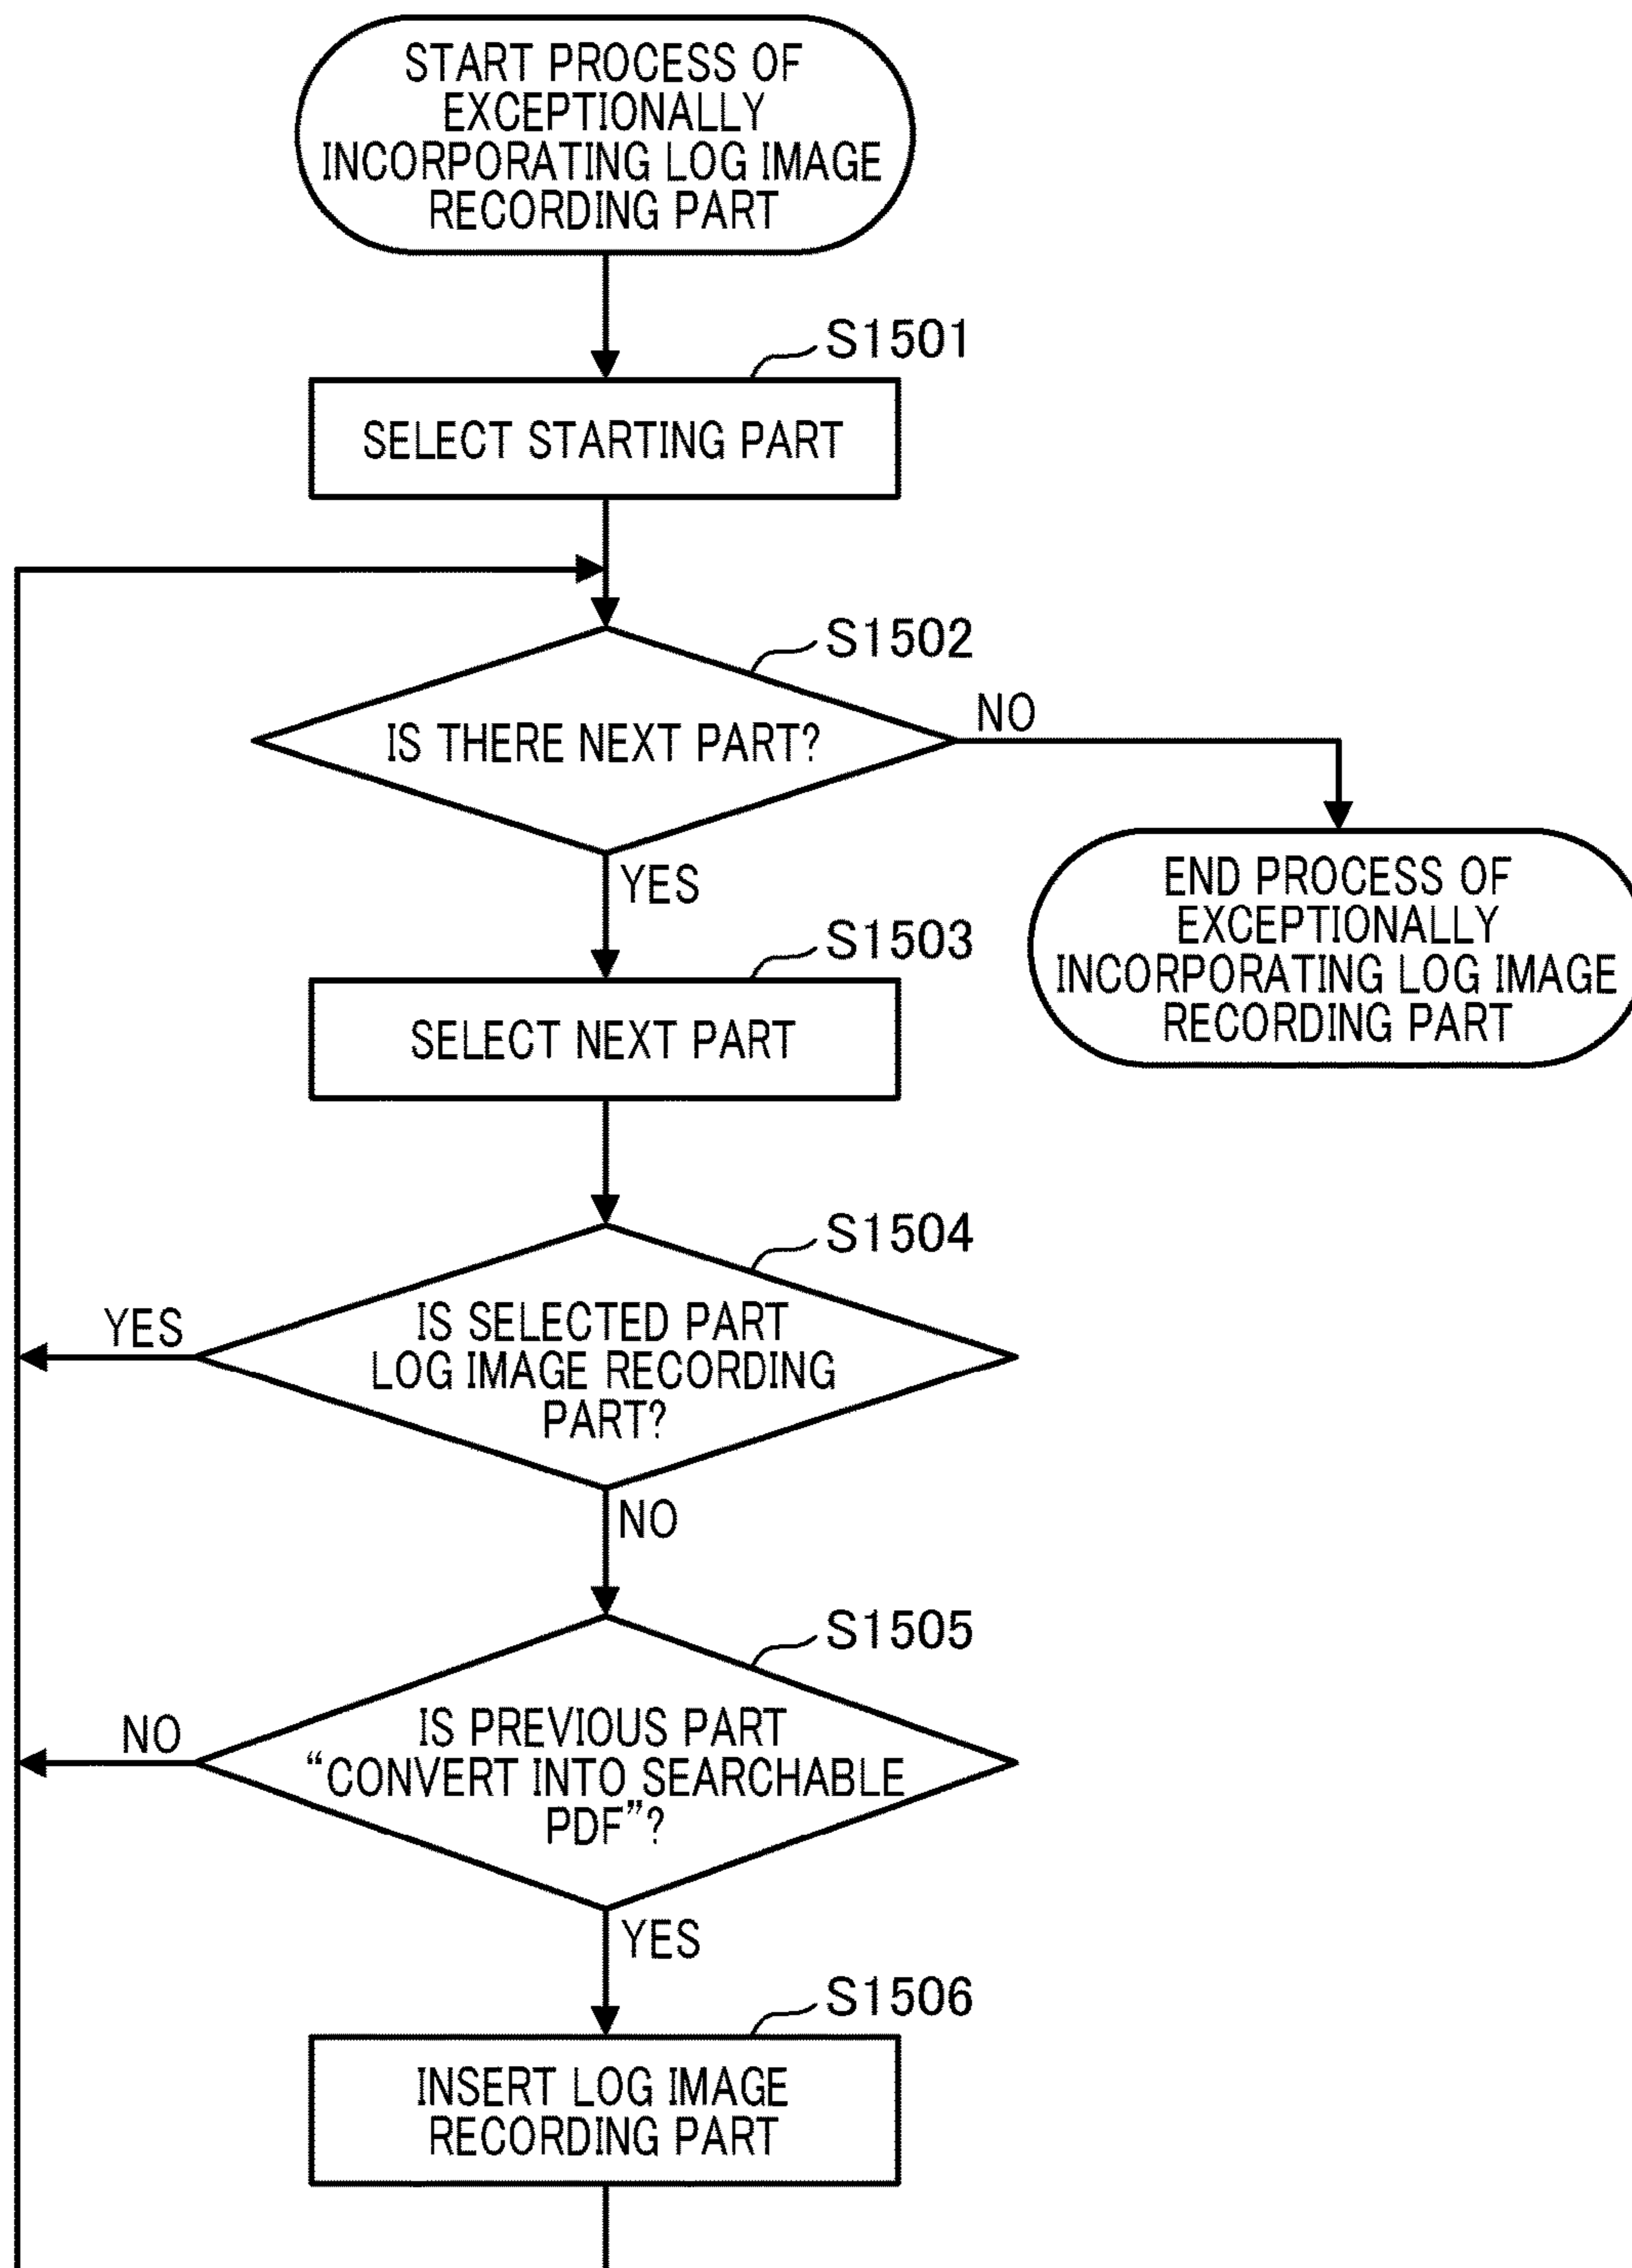 START PROCESS OF
EXCEPTIONALLY
INCORPORATING LOG IMAGE
RECORDING PART
S1501
SELECT STARTING PART
S1502
IS THERE NEXT PART?
NO
YES
END PROCESS OF
EXCEPTIONALLY
INCORPORATING LOG IMAGE
RECORDING PART
S1503
SELECT NEXT PART
S1504
YES
IS SELECTED PART
LOG IMAGE RECORDING
PART?
NO
S1505
NO
IS PREVIOUS PART
“CONVERT INTO SEARCHABLE
PDF”?
YES
S1506
INSERT LOG IMAGE
RECORDING PART